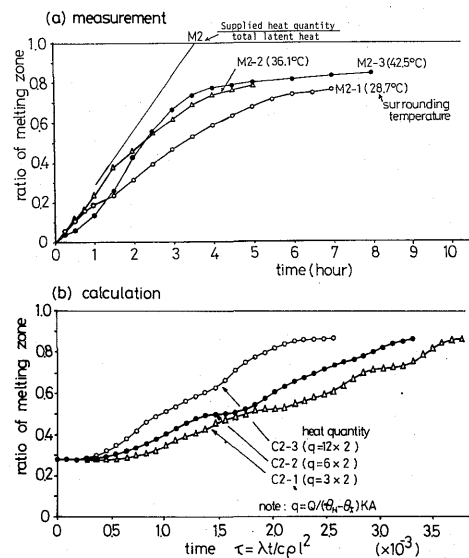 (a) measurement
M2 Supplied heat quantity
total latent heat
M2-2 (36.1°C)
M2-3 (42.5°C)
M2-1 (28.7°C)
surrounding
temperature
ratio of melting zone
1.0
0.8
0.6
0.4
0.2
0
0 1 2 3 4 5 6 7 8 9 10
time (hour)
(b) calculation
ratio of melting zone
1.0
0.8
0.6
0.4
0.2
0
heat quantity
C2-3 (q=12×2)
C2-2 (q=6×2)
C2-1 (q=3×2)
0 0.5 1.0 1.5 2.0 2.5 3.0 3.5
time τ=λt/cρl² (×10⁻³)